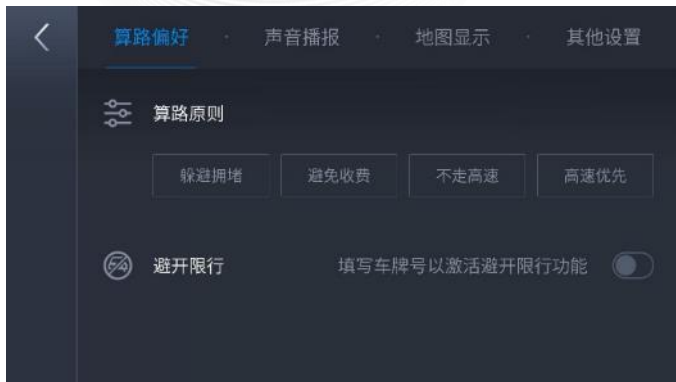 算路偏好 · 声音播报 · 地图显示 · 其他设置
算路原则
躲避拥堵 避免收费 不走高速 高速优先
避开限行 填写车牌号以激活避开限行功能